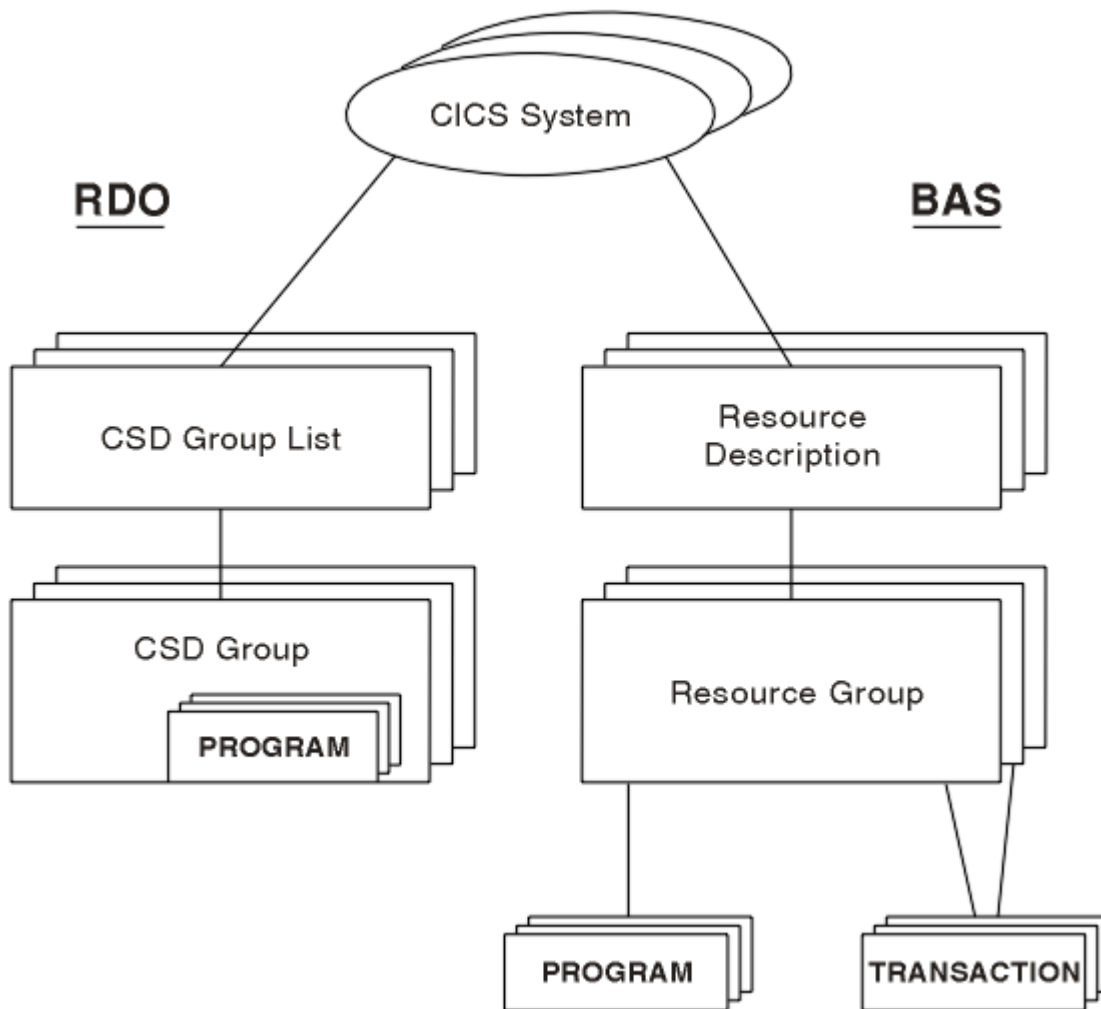 CICS System
RDO
BAS
CSD Group List
Resource
Description
CSD Group
PROGRAM
Resource Group
PROGRAM
TRANSACTION